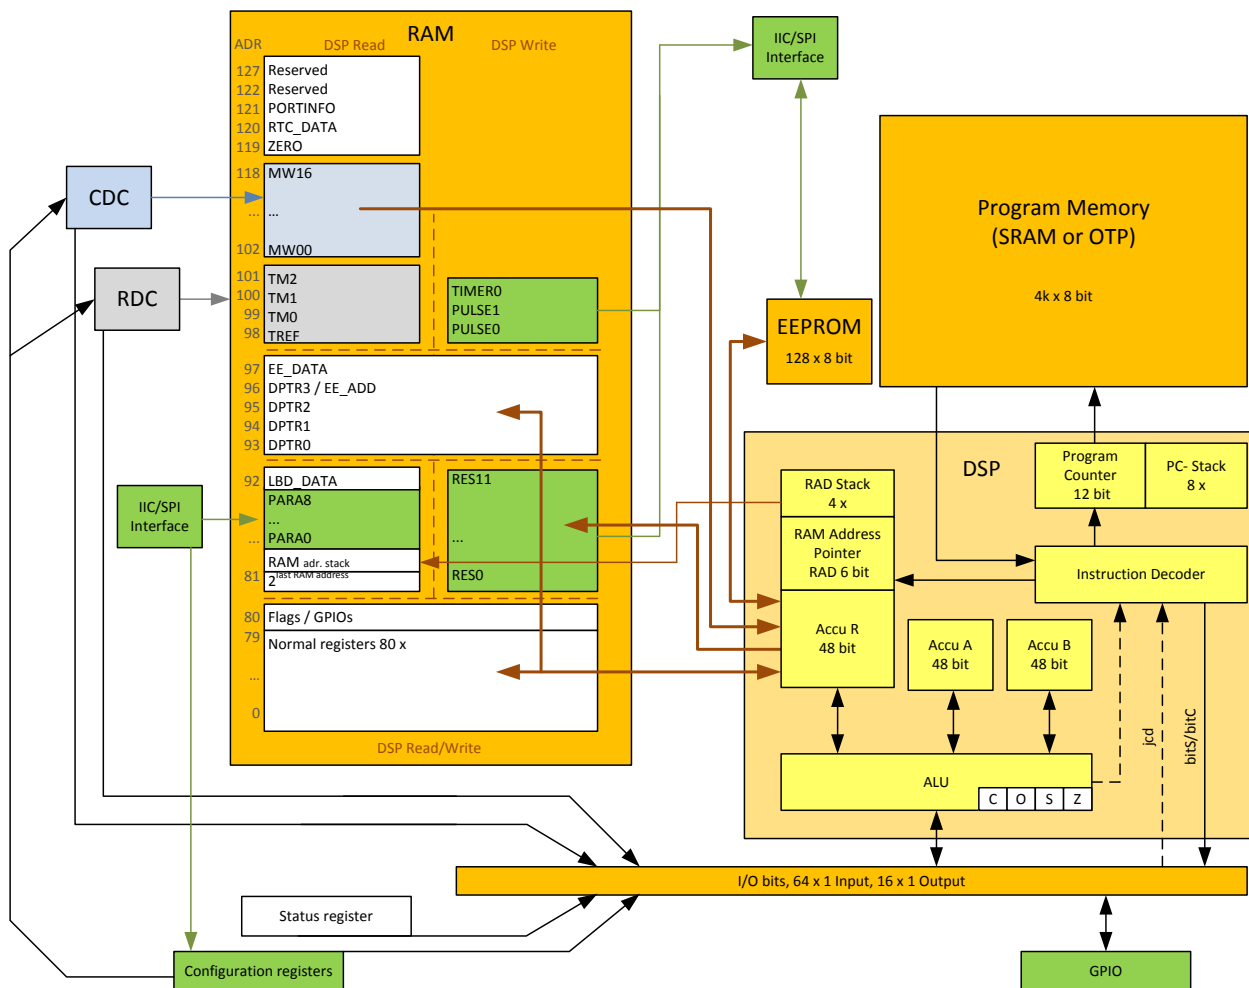 RAM
ADR
DSP Read
DSP Write
127 Reserved
122 Reserved
121 PORTINFO
120 RTC_DATA
119 ZERO
118 MW16
... ...
102 MW00
101 TM2
100 TM1
99 TM0
98 TREF
TIMER0
PULSE1
PULSE0
97 EE_DATA
96 DPTR3 / EE_ADD
95 DPTR2
94 DPTR1
93 DPTR0
92 LBD_DATA
PARA8
...
... PARA0
RAM adr. stack
81 2last RAM address
RES11
...
RES0
80 Flags / GPIOs
79 Normal registers 80 x
...
0
DSP Read/Write
CDC
RDC
IIC/SPI
Interface
IIC/SPI
Interface
EEPROM
128 x 8 bit
Program Memory
(SRAM or OTP)
4k x 8 bit
DSP
Program
Counter
12 bit
PC- Stack
8 x
RAD Stack
4 x
RAM Address
Pointer
RAD 6 bit
Instruction Decoder
Accu R
48 bit
Accu A
48 bit
Accu B
48 bit
ALU
C O S Z
jcd
bitS/bitC
I/O bits, 64 x 1 Input, 16 x 1 Output
Status register
Configuration registers
GPIO